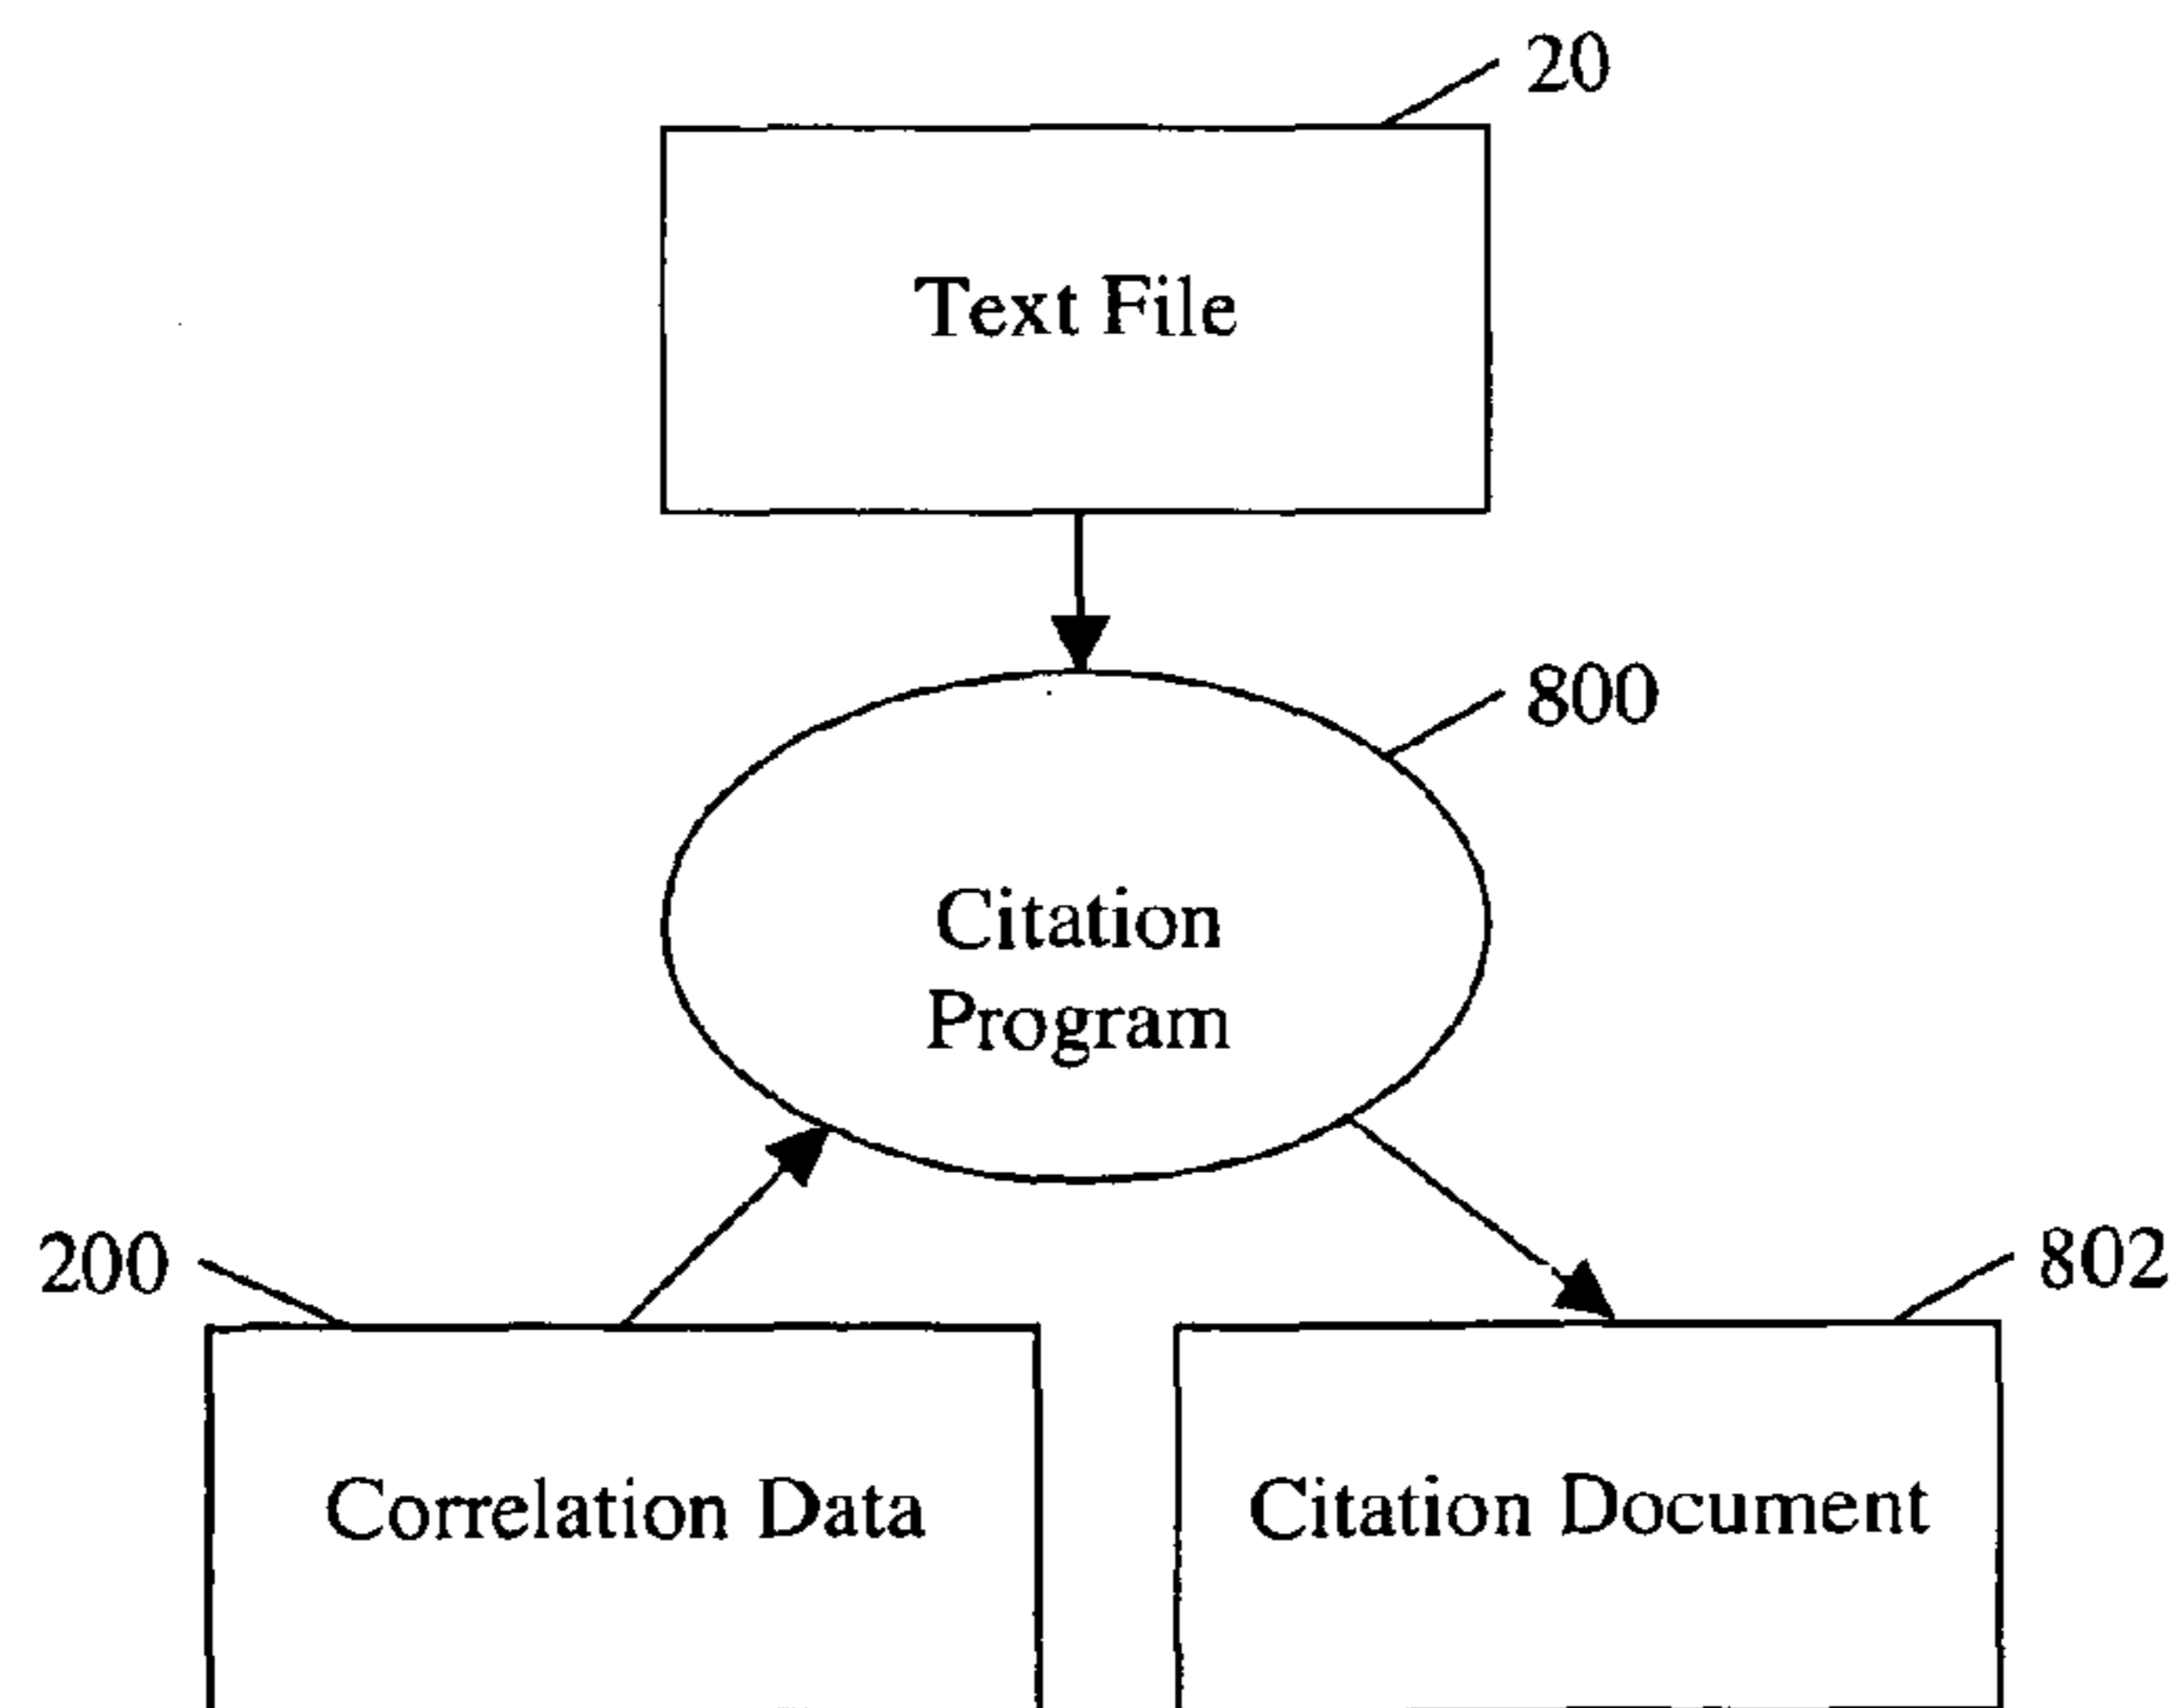 20
Text File
800
Citation
Program
200
802
Correlation Data
Citation Document